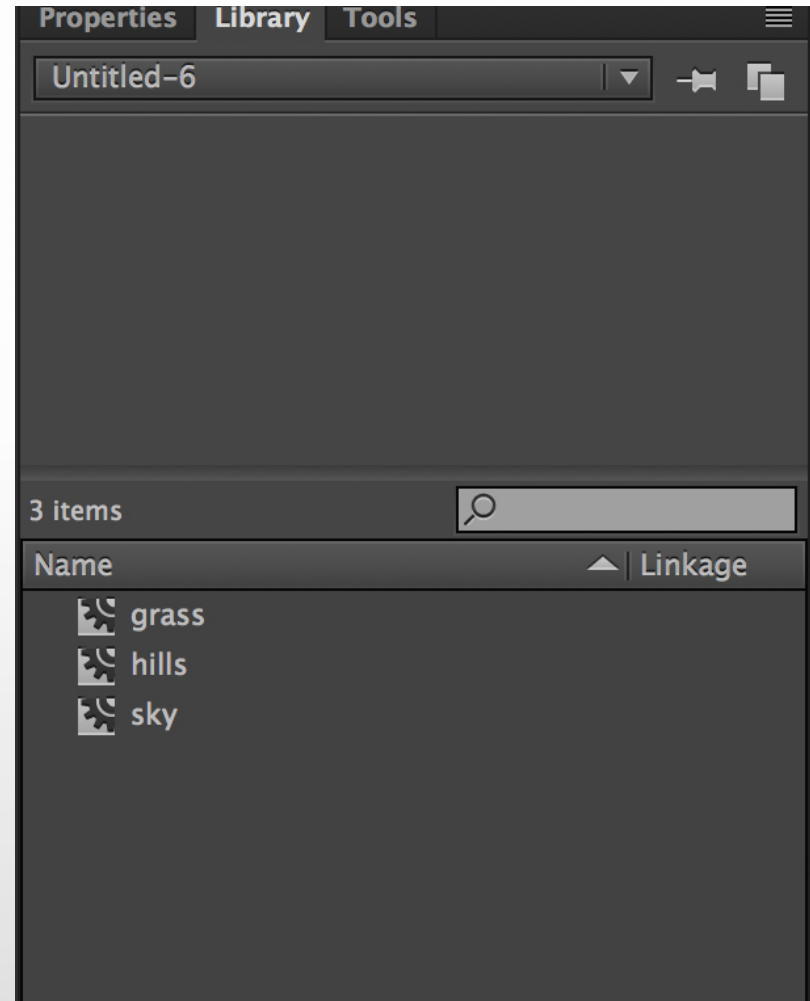 Properties Library Tools
Untitled-6
3 items
Name Linkage
grass
hills
sky